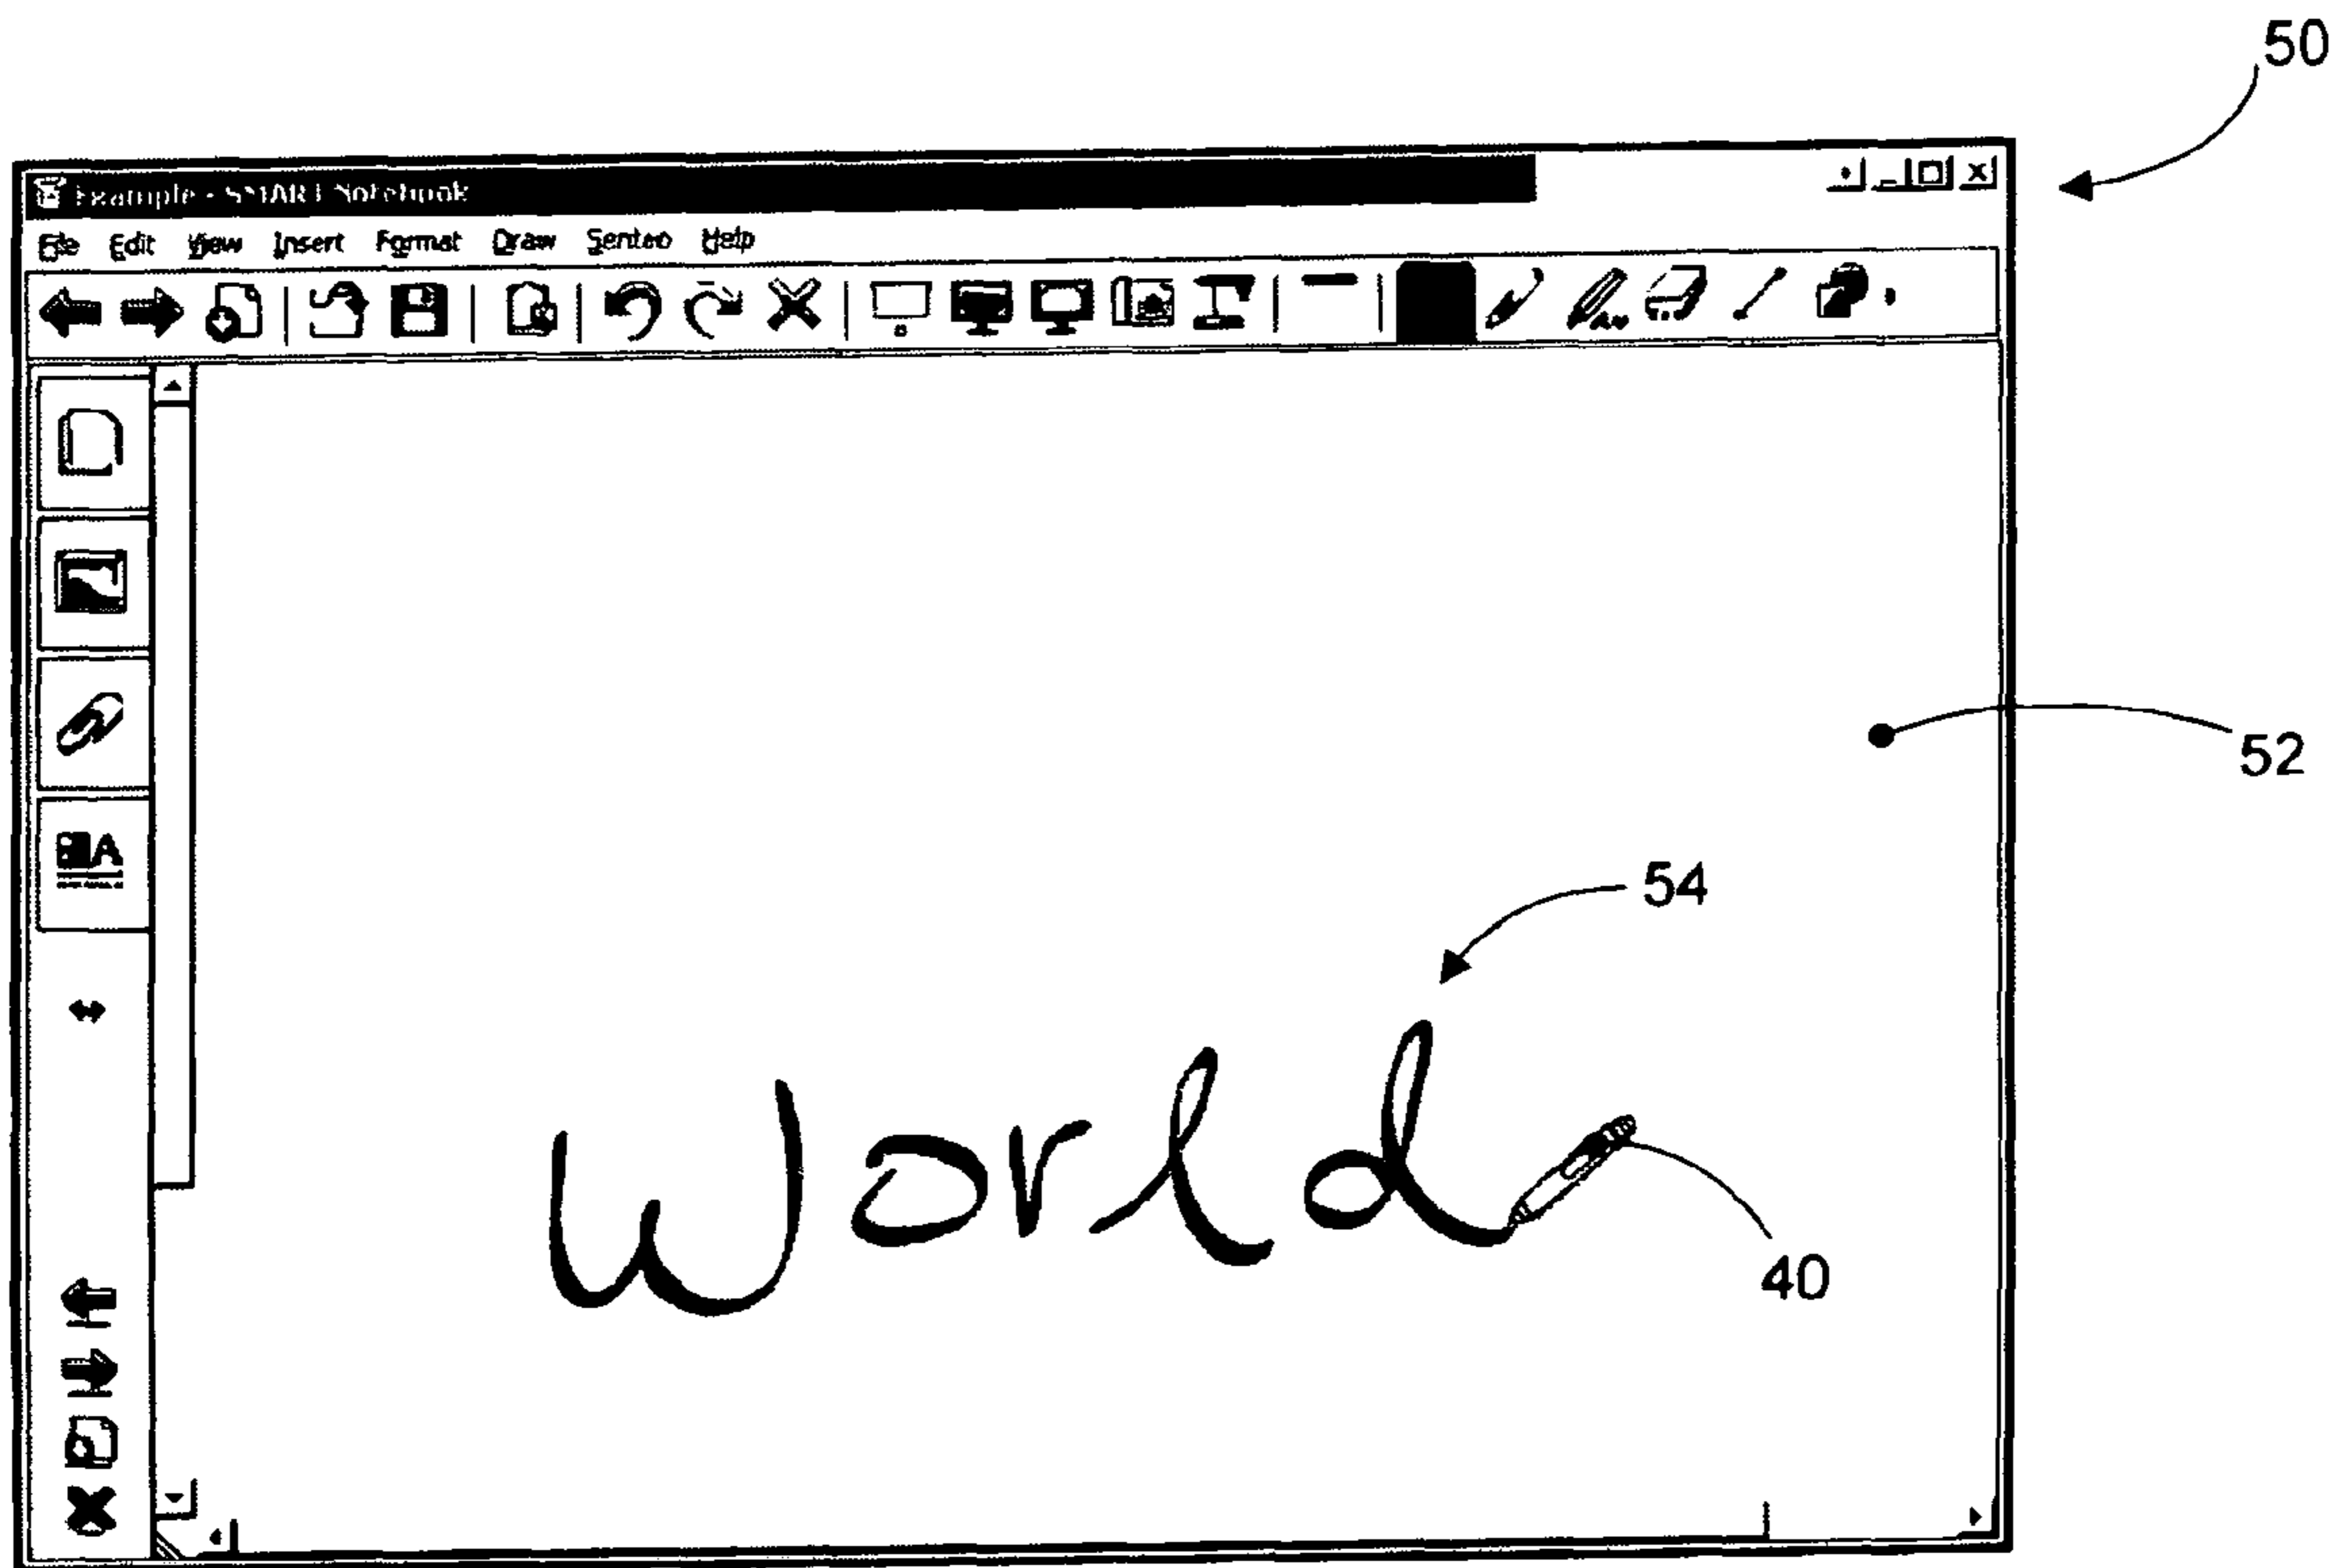 50
Example - SMART Notebook
File Edit View Insert Format Draw Senteo Help
52
54
World
40